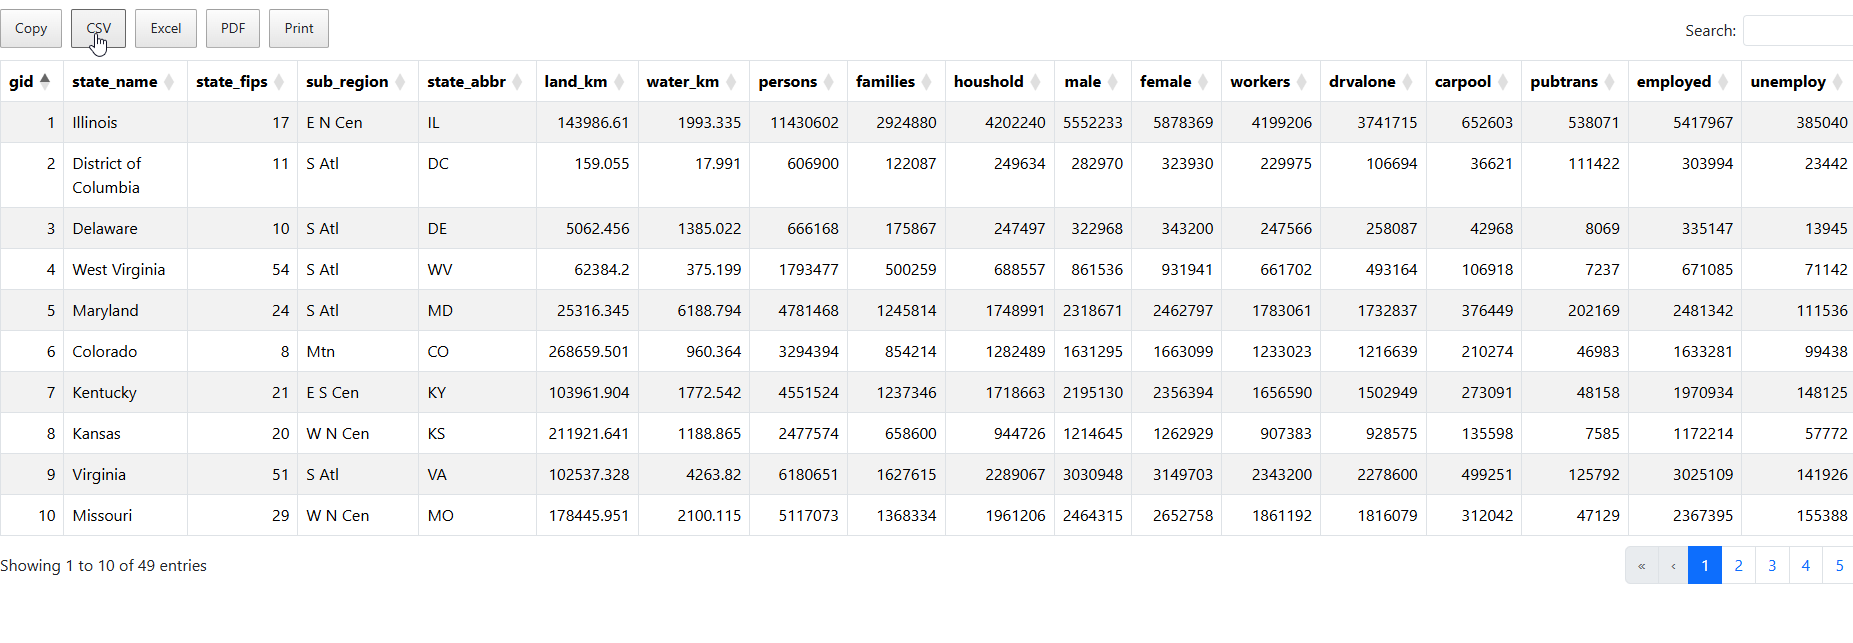 Copy CSV Excel PDF Print Search:
gid state_name state_fips sub_region state_abbr land_km water_km persons families houshold male female workers drvalone carpool pubtrans employed unemploy
1 Illinois 17 E N Cen IL 143986.61 1993.335 11430602 2924880 4202240 5552233 5878369 4199206 3741715 652603 538071 5417967 385040
2 District of 11 S Atl DC 159.055 17.991 606900 122087 249634 282970 323930 229975 106694 36621 111422 303994 23442
Columbia
3 Delaware 10 S Atl DE 5062.456 1385.022 666168 175867 247497 322968 343200 247566 258087 42968 8069 335147 13945
4 West Virginia 54 S Atl WV 62384.2 375.199 1793477 500259 688557 861536 931941 661702 493164 106918 7237 671085 71142
5 Maryland 24 S Atl MD 25316.345 6188.794 4781468 1245814 1748991 2318671 2462797 1783061 1732837 376449 202169 2481342 111536
6 Colorado 8 Mtn CO 268659.501 960.364 3294394 854214 1282489 1631295 1663099 1233023 1216639 210274 46983 1633281 99438
7 Kentucky 21 E S Cen KY 103961.904 1772.542 4551524 1237346 1718663 2195130 2356394 1656590 1502949 273091 48158 1970934 148125
8 Kansas 20 W N Cen KS 211921.641 1188.865 2477574 658600 944726 1214645 1262929 907383 928575 135598 7585 1172214 57772
9 Virginia 51 S Atl VA 102537.328 4263.82 6180651 1627615 2289067 3030948 3149703 2343200 2278600 499251 125792 3025109 141926
10 Missouri 29 W N Cen MO 178445.951 2100.115 5117073 1368334 1961206 2464315 2652758 1861192 1816079 312042 47129 2367395 155388
Showing 1 to 10 of 49 entries « ‹ 1 2 3 4 5